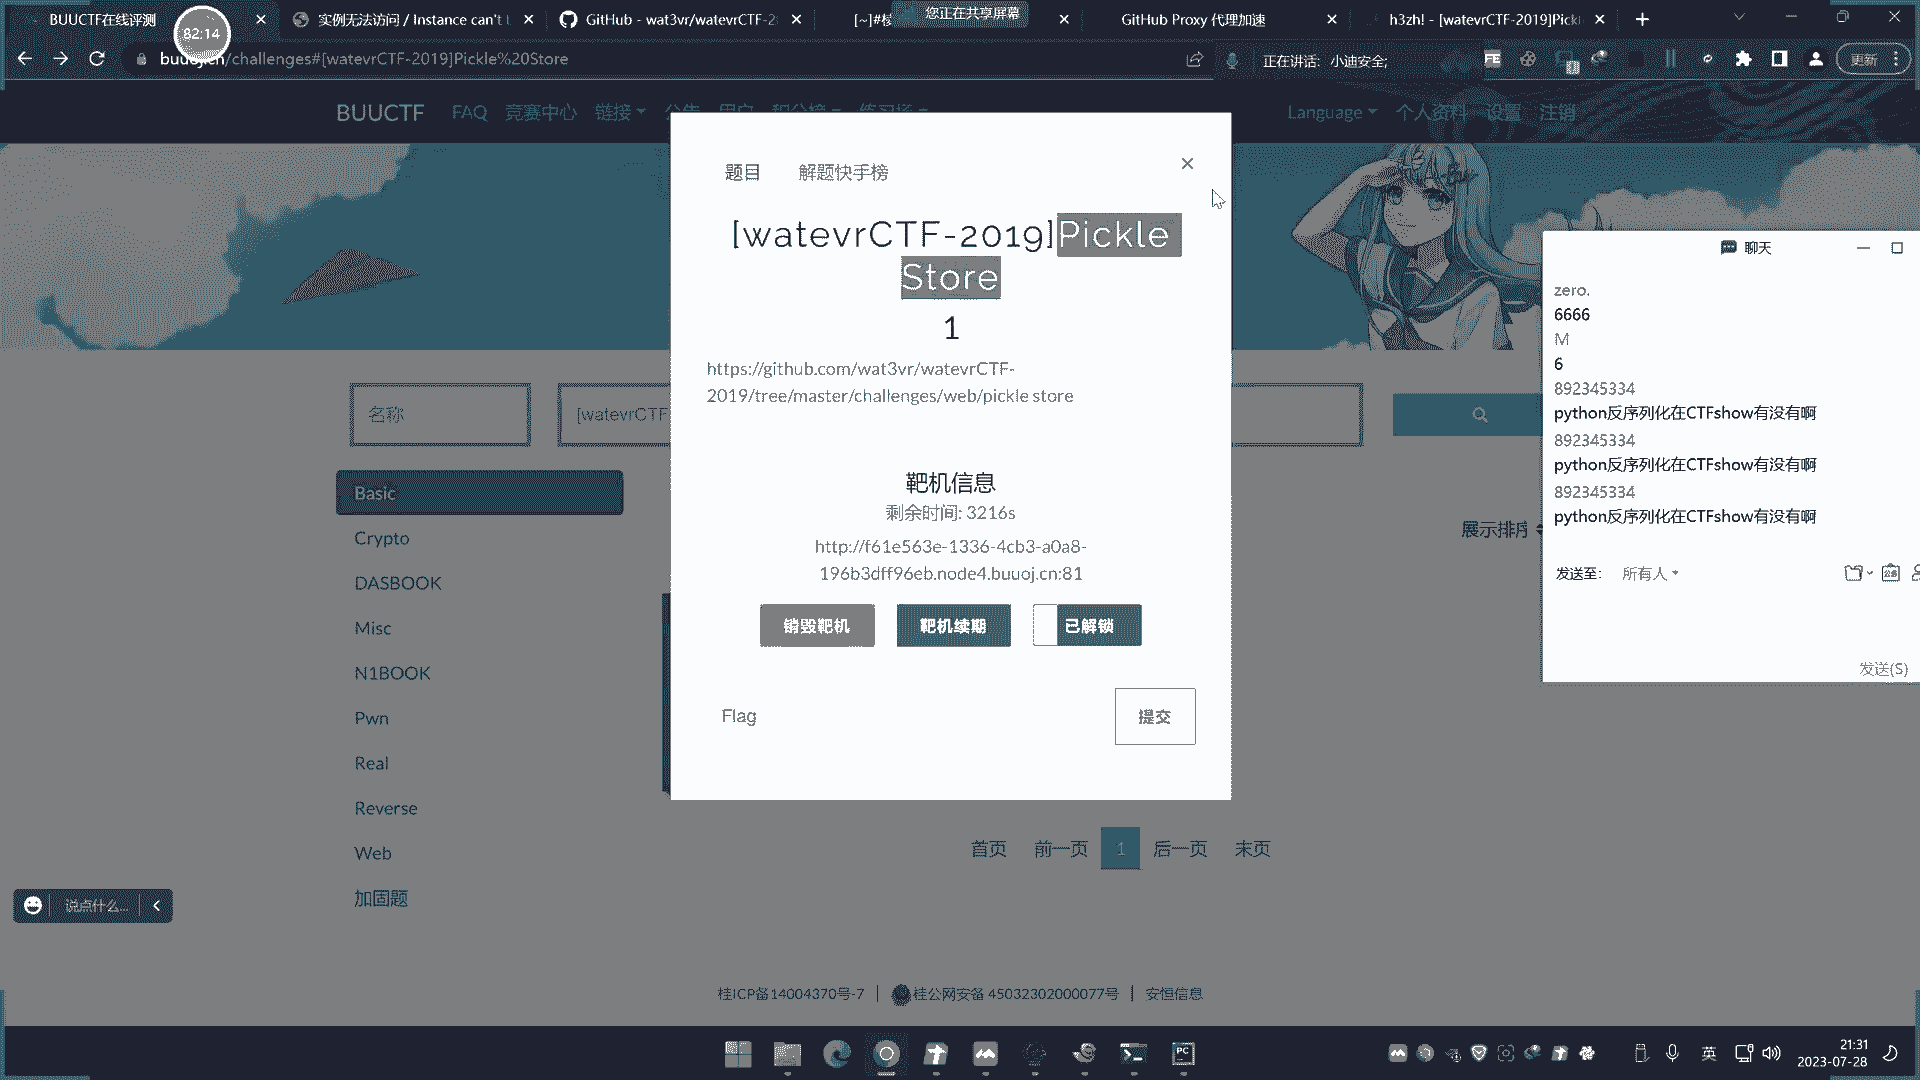 BUUCTF在线评测
实例无法访问 / Instance can't
GitHub - wat3vr/watevrCTF-2
[~]#
您正在共享屏幕
GitHub Proxy 代理加速
h3zh! - [watevrCTF-2019]Pickl
82:14
buuoj.cn/challenges#[watevrCTF-2019]Pickle%20Store
正在讲话: 小迪安全;
更新
BUUCTF
FAQ
竞赛中心
链接
公告
用户
积分榜
练习场
Language
个人资料
设置
注销
题目
解题快手榜
[watevrCTF-2019]Pickle
Store
1
https://github.com/wat3vr/watevrCTF-
2019/tree/master/challenges/web/pickle store
名称
[watevrCTF
靶机信息
剩余时间: 3216s
http://f61e563e-1336-4cb3-a0a8-
196b3dff96eb.node4.buuoj.cn:81
销毁靶机
靶机续期
已解锁
Flag
提交
Basic
Crypto
DASBOOK
Misc
N1BOOK
Pwn
Real
Reverse
Web
加固题
展示排序
首页
前一页
1
后一页
末页
聊天
zero.
6666
M
6
892345334
python反序列化在CTFshow有没有啊
892345334
python反序列化在CTFshow有没有啊
892345334
python反序列化在CTFshow有没有啊
发送至:
所有人
发送(S)
说点什么...
桂ICP备14004370号-7
桂公网安备 45032302000077号
安恒信息
英
21:31
2023-07-28